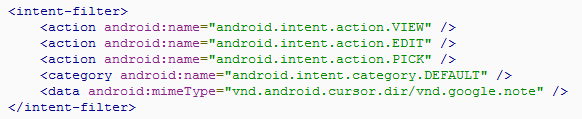 <intent-filter>
    <action android:name="android.intent.action.VIEW" />
    <action android:name="android.intent.action.EDIT" />
    <action android:name="android.intent.action.PICK" />
    <category android:name="android.intent.category.DEFAULT" />
    <data android:mimeType="vnd.android.cursor.dir/vnd.google.note" />
</intent-filter>